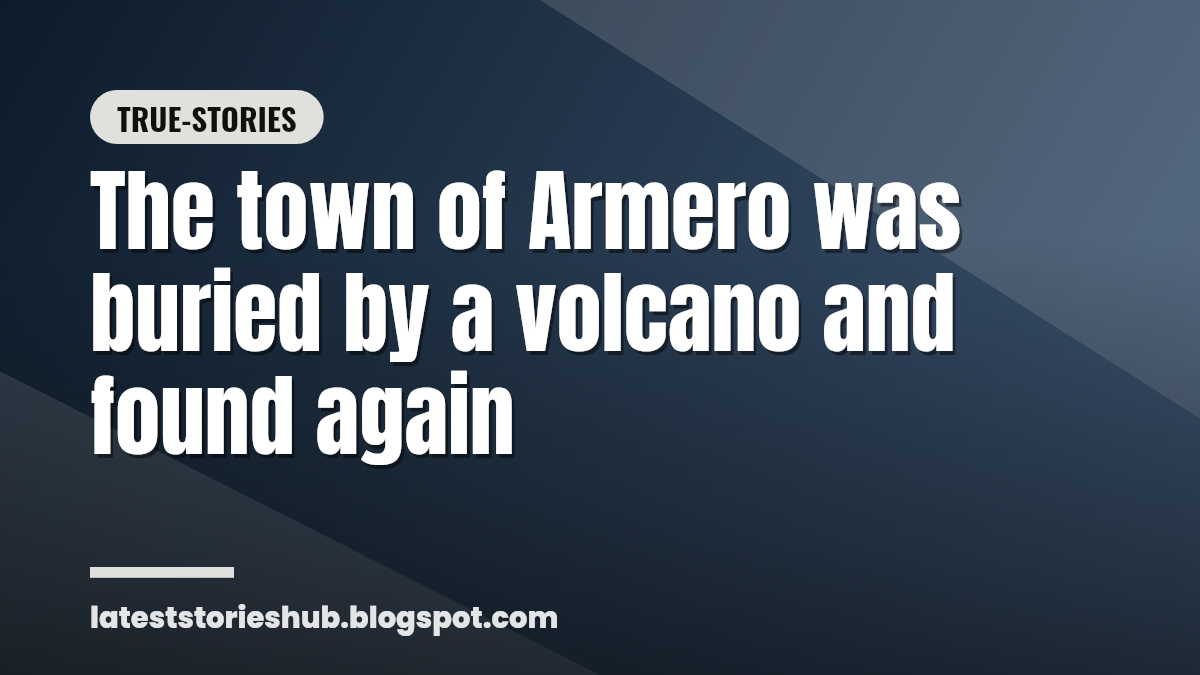 TRUE-STORIES
The town of Armero was
buried by a volcano and
found again
lateststorieshub.blogspot.com